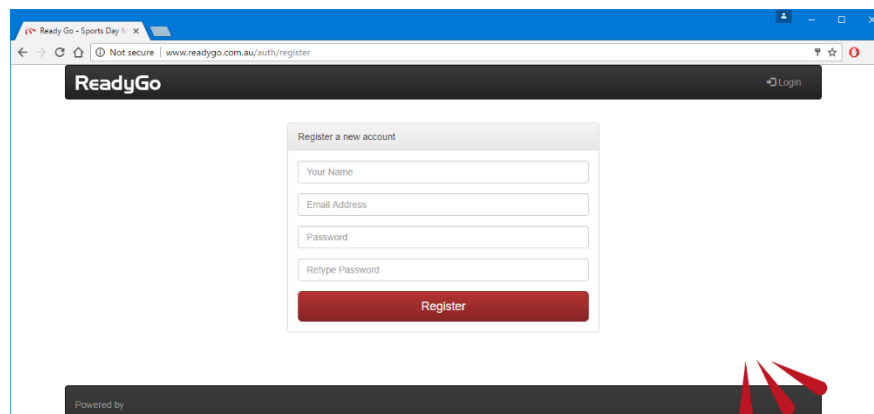 Ready Go - Sports Day M
Not secure | www.readygo.com.au/auth/register
ReadyGo
Login
Register a new account
Your Name
Email Address
Password
Retype Password
Register
Powered by